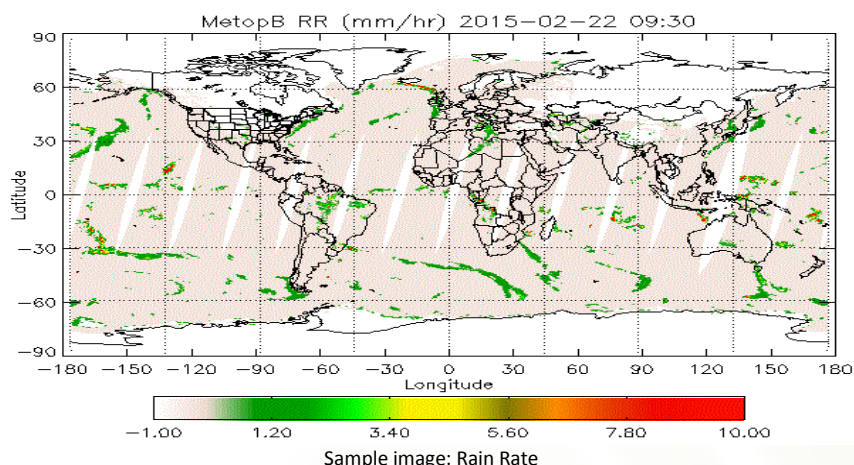 MetopB RR (mm/hr) 2015-02-22 09:30
90
60
30
0
−30
−60
−90
Latitude
−180 −150 −120 −90 −60 −30 0 30 60 90 120 150 180
Longitude
−1.00 1.20 3.40 5.60 7.80 10.00
Sample image: Rain Rate